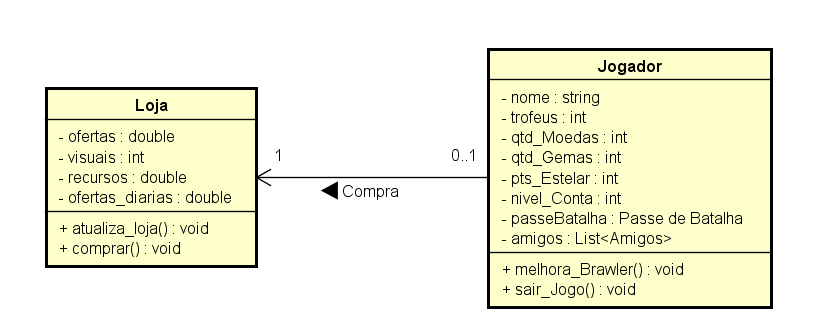 Loja
- ofertas : double
- visuais : int
- recursos : double
- ofertas_diarias : double
+ atualiza_loja() : void
+ comprar() : void
1
0..1
Compra
Jogador
- nome : string
- trofeus : int
- qtd_Moedas : int
- qtd_Gemas : int
- pts_Estelar : int
- nivel_Conta : int
- passeBatalha : Passe de Batalha
- amigos : List<Amigos>
+ melhora_Brawler() : void
+ sair_Jogo() : void